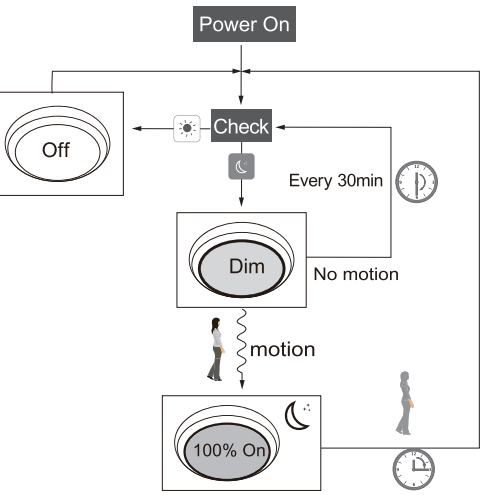 Power On
Check
Off
Every 30min
Dim
No motion
motion
100% On